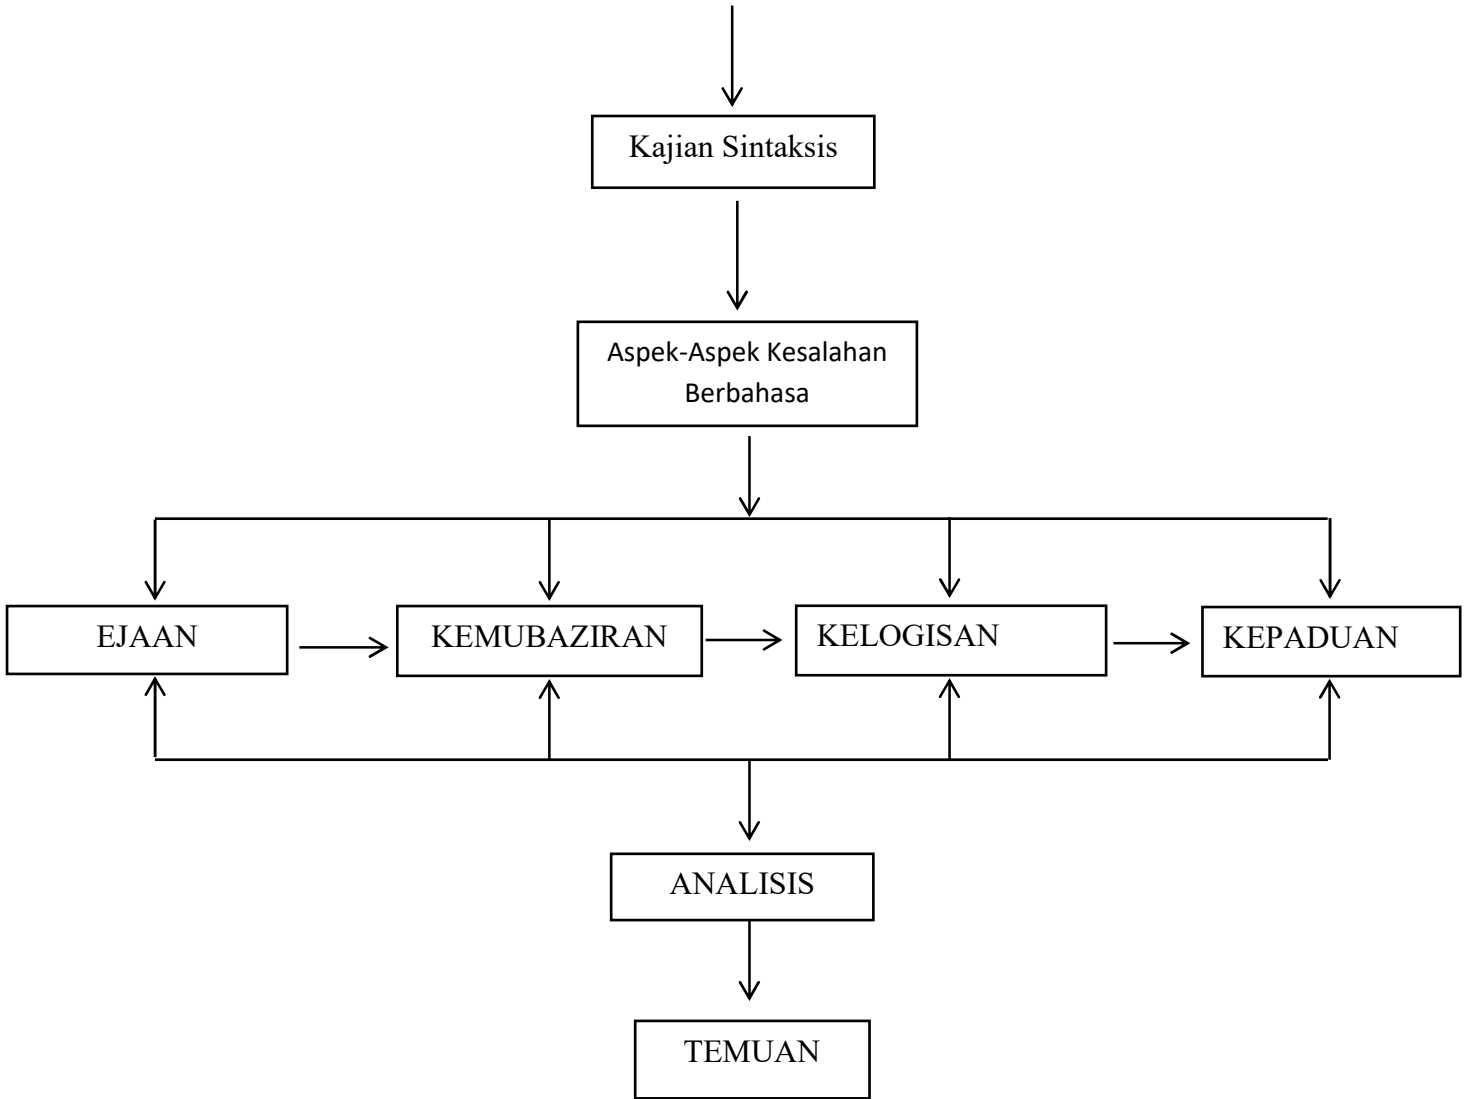 Kajian Sintaksis
Aspek-Aspek Kesalahan
Berbahasa
EJAAN
KEMUBAZIRAN
KELOGISAN
KEPADUAN
ANALISIS
TEMUAN